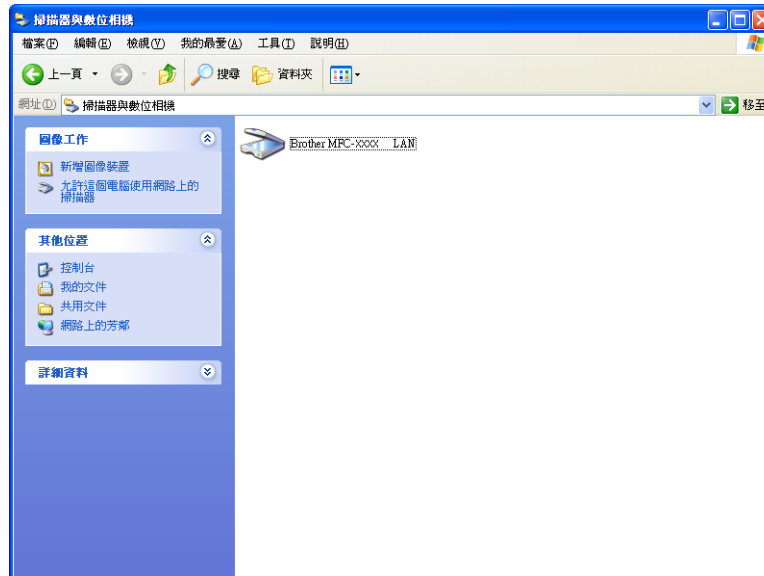 掃描器與數位相機
檔案(F) 編輯(E) 檢視(V) 我的最愛(A) 工具(T) 說明(H)
上一頁 搜尋 資料夾
網址(D) 掃描器與數位相機 移至
圖像工作
新增圖像裝置
允許這個電腦使用網路上的
掃描器
其他位置
控制台
我的文件
共用文件
網路上的芳鄰
詳細資料
Brother MFC-xxxx LAN